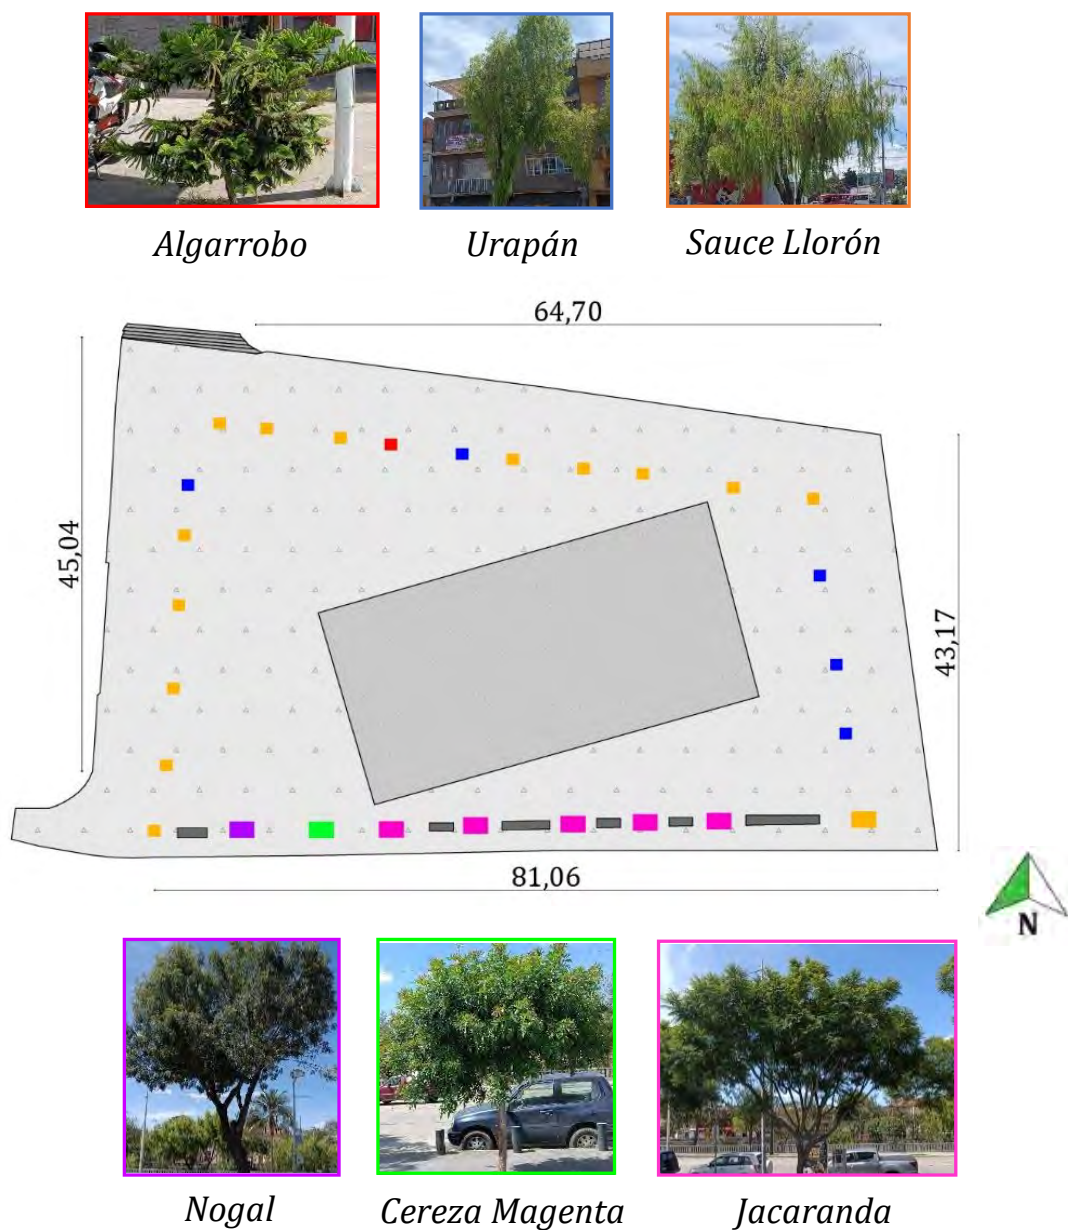 Algarrobo
Urapán
Sauce Llorón
64,70
45,04
43,17
81,06
N
Nogal
Cereza Magenta
Jacaranda